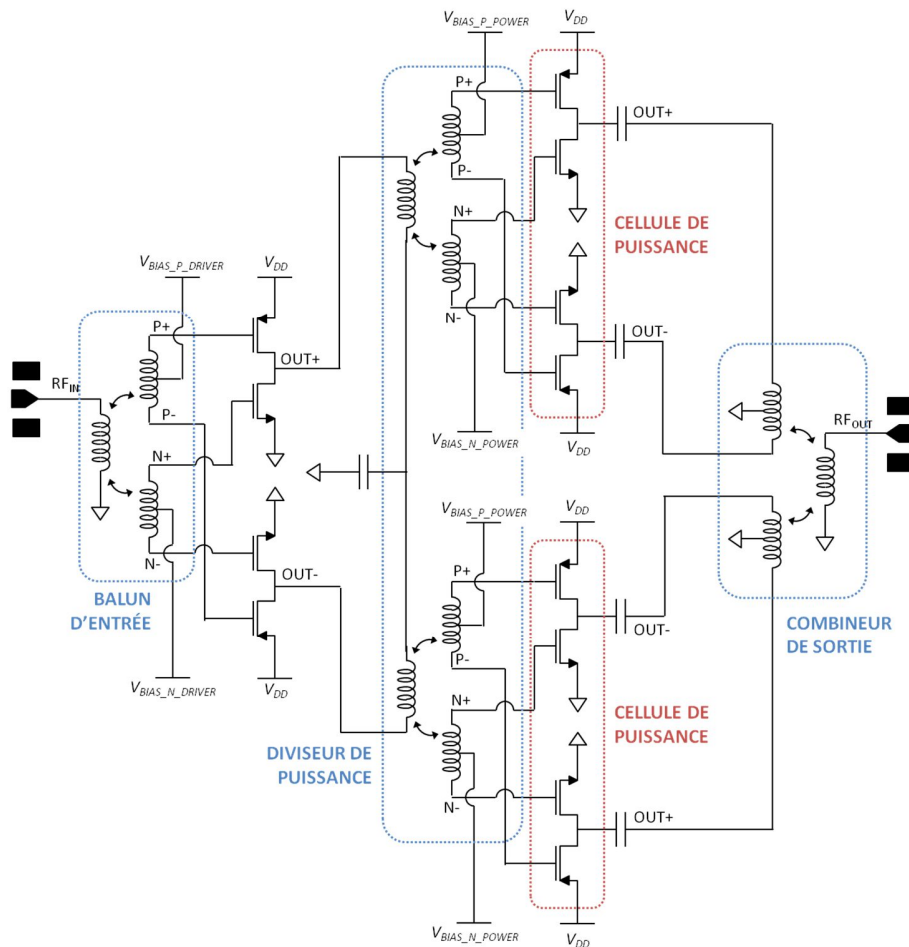 V_BIAS_P_POWER
V_DD
P+
OUT+
P-
N+
CELLULE DE
PUISSANCE
V_BIAS_P_DRIVER
V_DD
N-
OUT-
P+
OUT+
RF_IN
P-
RF_OUT
V_BIAS_N_POWER
V_DD
N+
V_BIAS_P_POWER
V_DD
N-
OUT-
P+
BALUN
D'ENTRÉE
OUT-
COMBINEUR
DE SORTIE
P-
V_BIAS_N_DRIVER
V_DD
N+
CELLULE DE
PUISSANCE
DIVISEUR DE
PUISSANCE
N-
OUT+
V_BIAS_N_POWER
V_DD